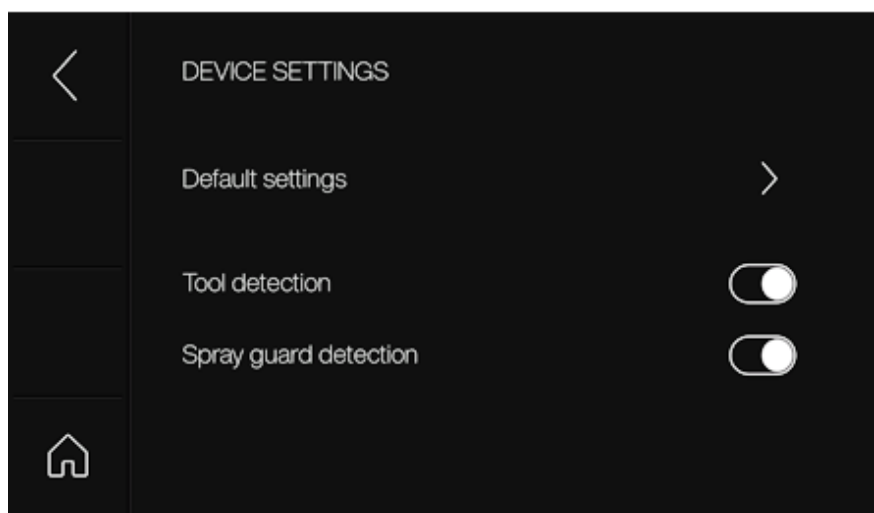 DEVICE SETTINGS
Default settings
Tool detection
Spray guard detection